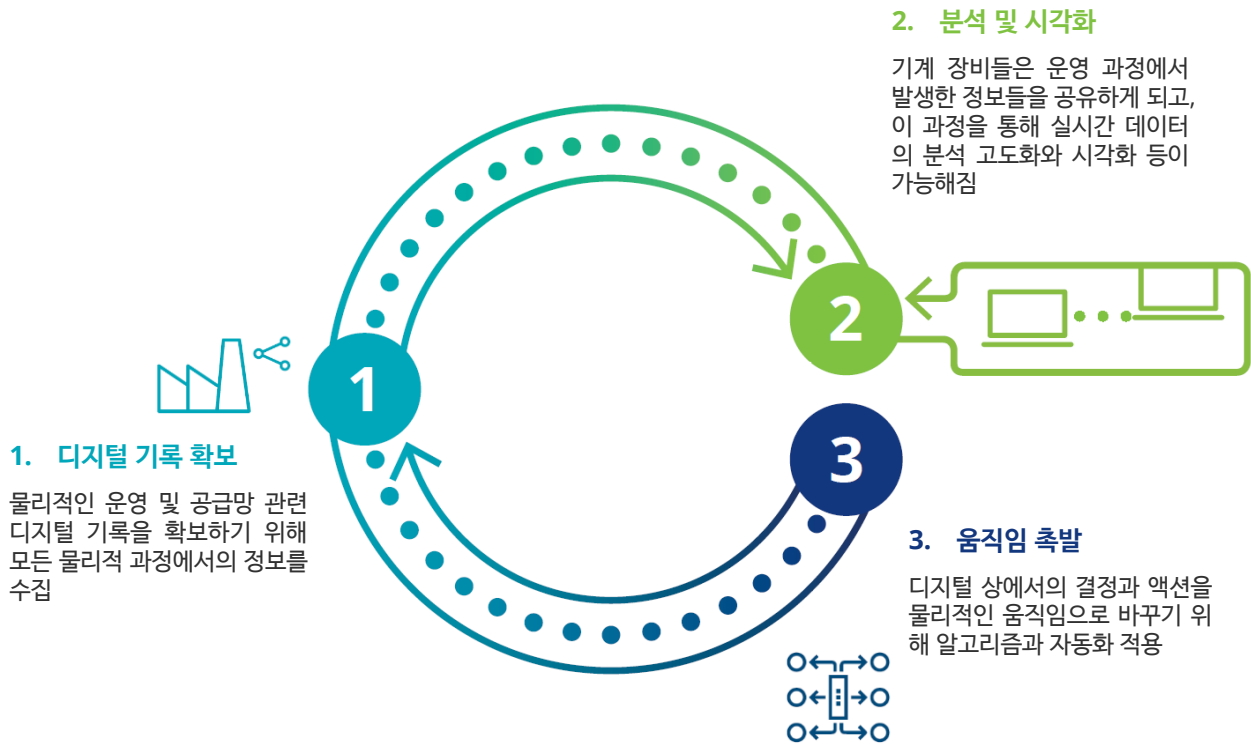 1
1. 디지털 기록 확보
물리적인 운영 및 공급망 관련
디지털 기록을 확보하기 위해
모든 물리적 과정에서의 정보를
수집
2
2. 분석 및 시각화
기계 장비들은 운영 과정에서
발생한 정보들을 공유하게 되고,
이 과정을 통해 실시간 데이터
의 분석 고도화와 시각화 등이
가능해짐
3
3. 움직임 촉발
디지털 상에서의 결정과 액션을
물리적인 움직임으로 바꾸기 위
해 알고리즘과 자동화 적용